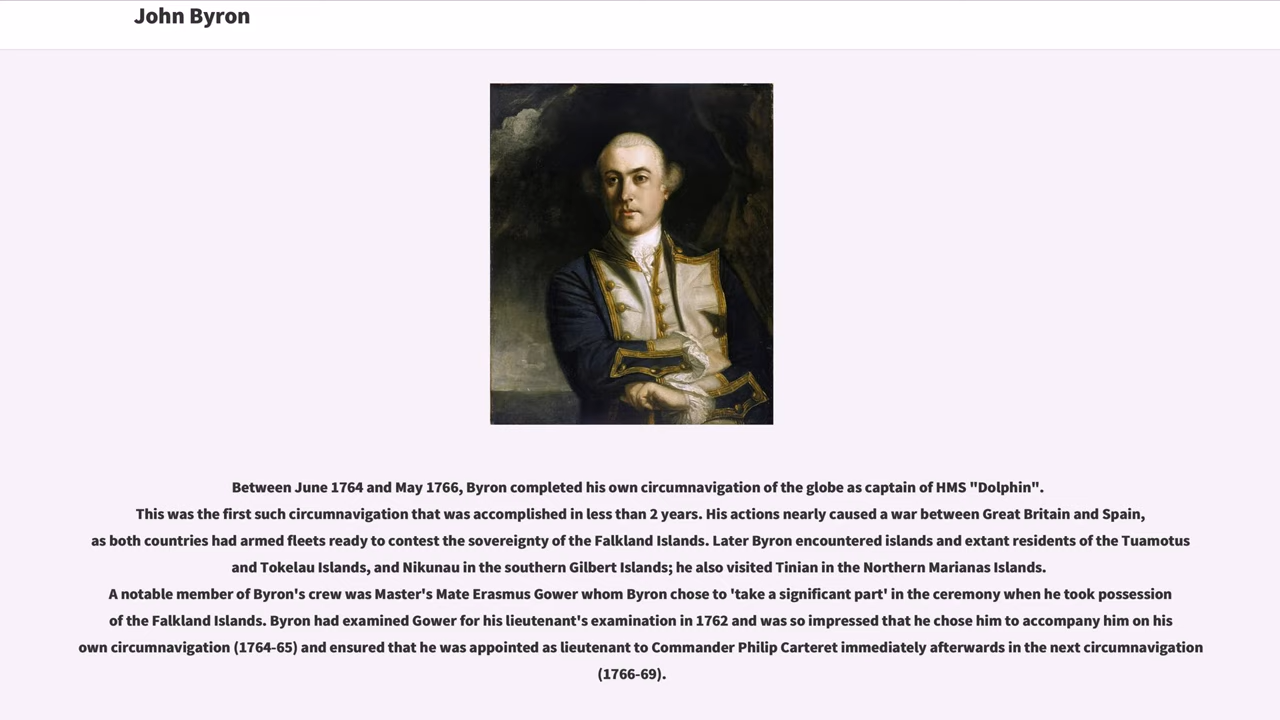 John Byron
Between June 1764 and May 1766, Byron completed his own circumnavigation of the globe as captain of HMS "Dolphin".
This was the first such circumnavigation that was accomplished in less than 2 years. His actions nearly caused a war between Great Britain and Spain,
as both countries had armed fleets ready to contest the sovereignty of the Falkland Islands. Later Byron encountered islands and extant residents of the Tuamotus
and Tokelau Islands, and Nikunau in the southern Gilbert Islands; he also visited Tinian in the Northern Marianas Islands.
A notable member of Byron's crew was Master's Mate Erasmus Gower whom Byron chose to 'take a significant part' in the ceremony when he took possession
of the Falkland Islands. Byron had examined Gower for his lieutenant's examination in 1762 and was so impressed that he chose him to accompany him on his
own circumnavigation (1764-65) and ensured that he was appointed as lieutenant to Commander Philip Carteret immediately afterwards in the next circumnavigation
(1766-69).